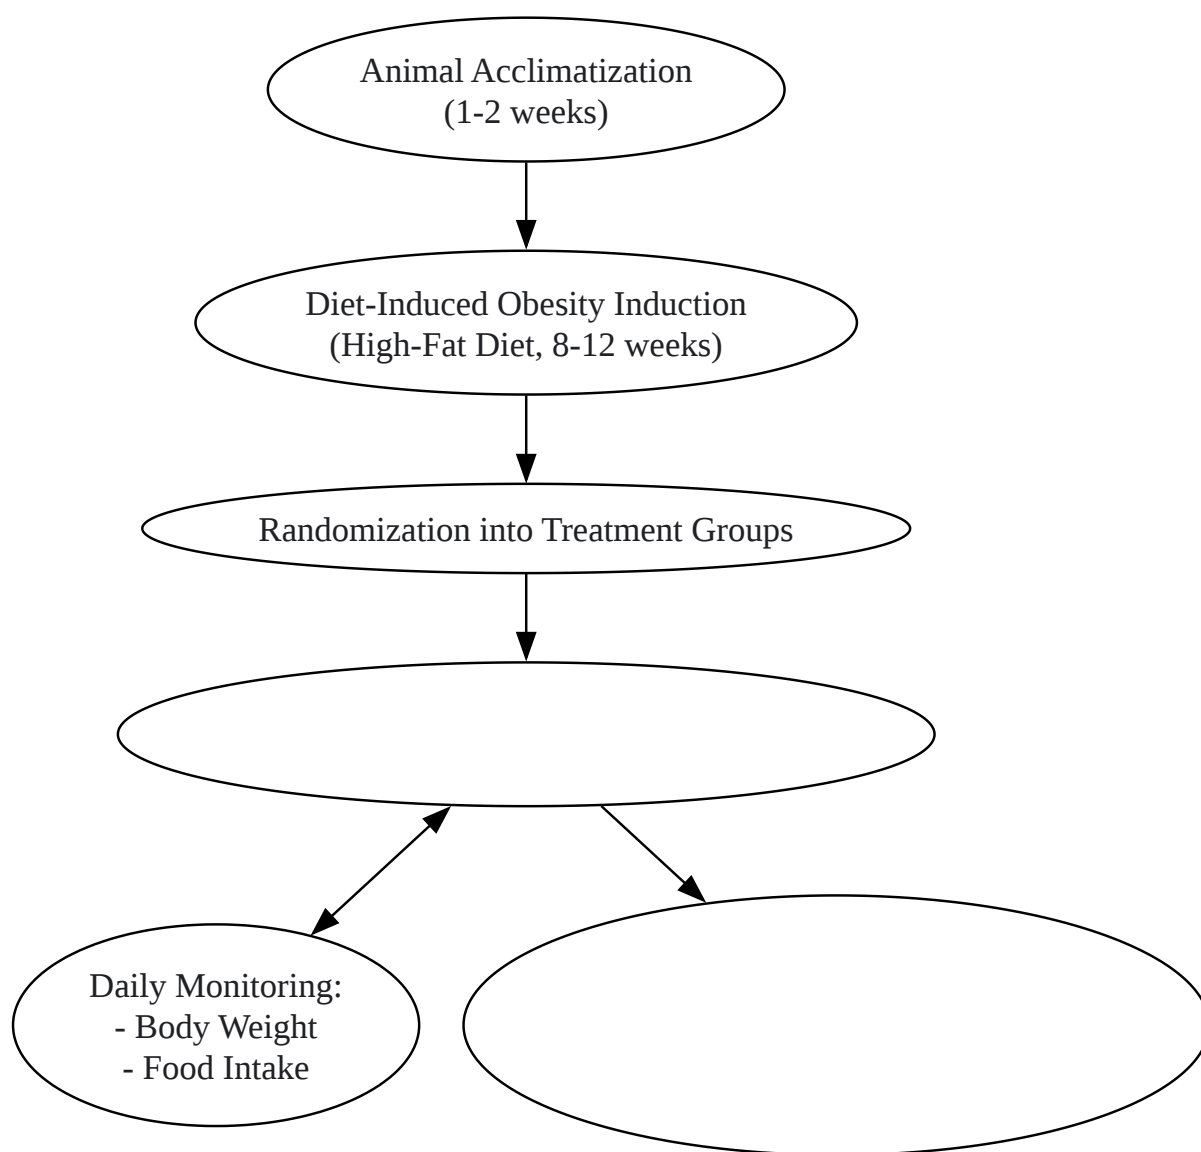 Animal Acclimatization
(1-2 weeks)
Diet-Induced Obesity Induction
(High-Fat Diet, 8-12 weeks)
Randomization into Treatment Groups
Daily Monitoring:
- Body Weight
- Food Intake